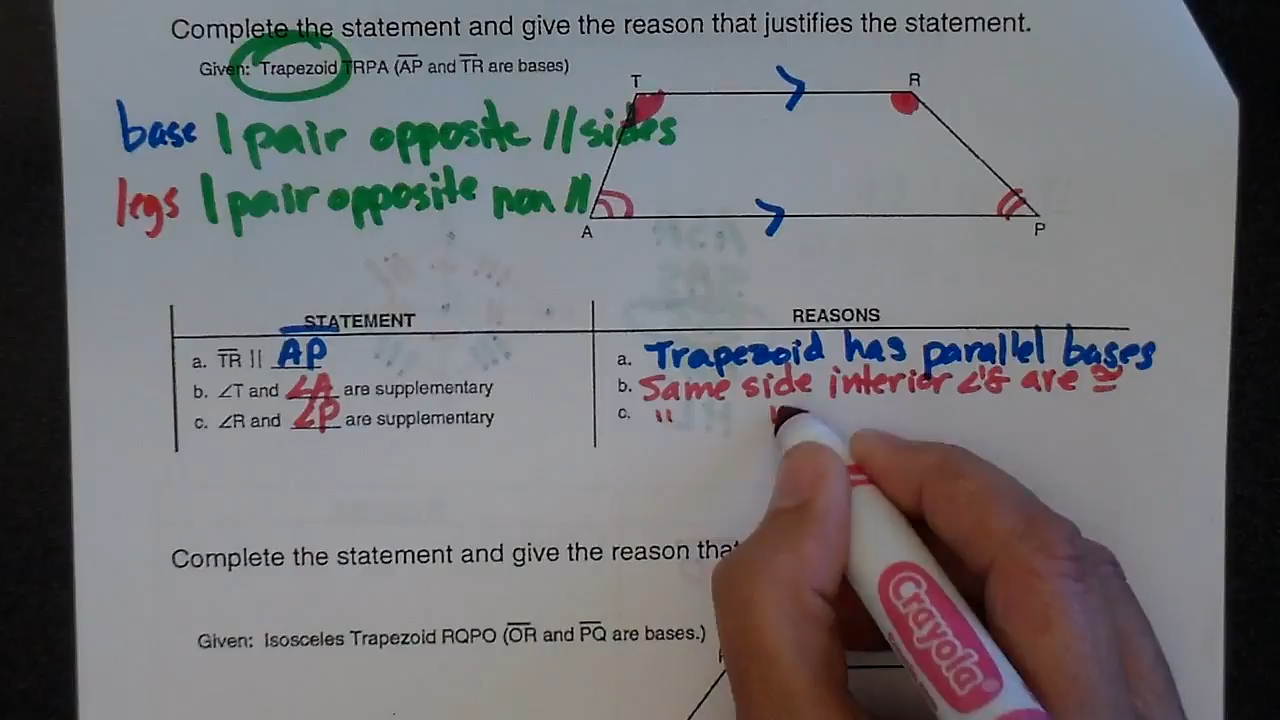 Complete the statement and give the reason that justifies the statement.
Given: Trapezoid TRPA (AP and TR are bases)
T
R
base 1 pair opposite // sides
legs 1 pair opposite non //
A
P
STATEMENT
REASONS
a. TR || AP
a. Trapezoid has parallel bases
b. ∠T and ∠A are supplementary
b. Same side interior ∠'s are ≅
c. ∠R and ∠P are supplementary
c. "
Complete the statement and give the reason
Given: Isosceles Trapezoid RQPO (OR and PQ are bases.)
Crayola